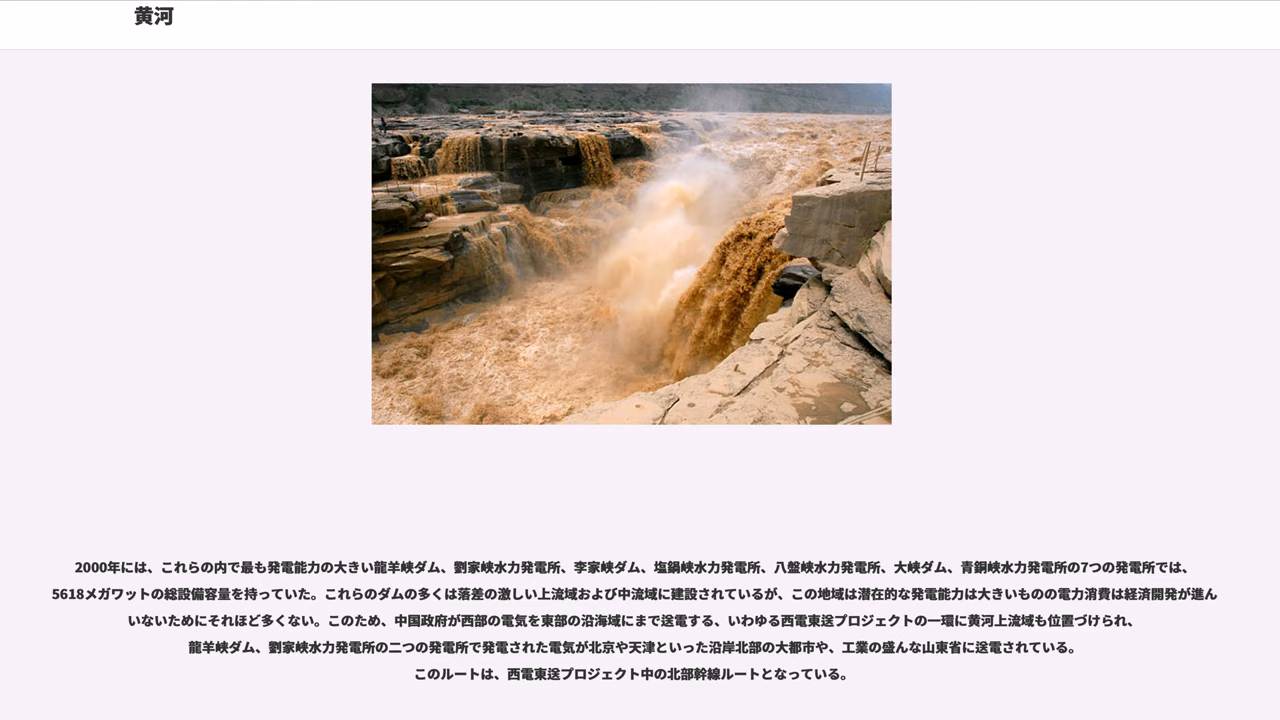 黄河
2000年には、これらの内で最も発電能力の大きい龍羊峡ダム、劉家峡水力発電所、李家峡ダム、塩鍋峡水力発電所、八盤峡水力発電所、大峡ダム、青銅峡水力発電所の7つの発電所では、
5618メガワットの総設備容量を持っていた。これらのダムの多くは落差の激しい上流域および中流域に建設されているが、この地域は潜在的な発電能力は大きいものの電力消費は経済開発が進ん
いないためにそれほど多くない。このため、中国政府が西部の電気を東部の沿海域にまで送電する、いわゆる西電東送プロジェクトの一環に黄河上流域も位置づけられ、
龍羊峡ダム、劉家峡水力発電所の二つの発電所で発電された電気が北京や天津といった沿岸北部の大都市や、工業の盛んな山東省に送電されている。
このルートは、西電東送プロジェクト中の北部幹線ルートとなっている。